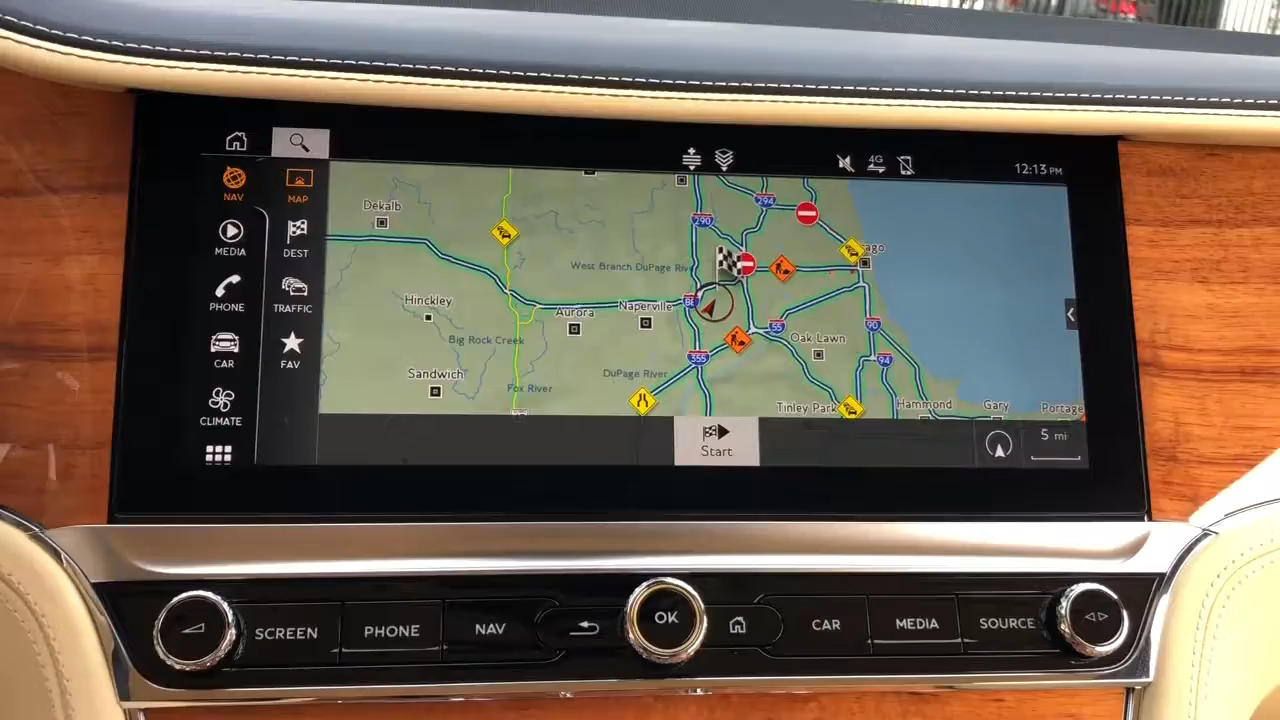 4G
12:13 PM
NAV
MEDIA
PHONE
CAR
CLIMATE
MAP
DEST
TRAFFIC
FAV
Dekalb
294
290
West Branch DuPage Riv
ago
Hinckley
Aurora
Naperville
88
Big Rock Creek
55
90
Oak Lawn
355
94
Sandwich
DuPage River
Fox River
Tinley Park
Hammond
Gary
Portage
Start
5 mi
SCREEN
PHONE
NAV
OK
CAR
MEDIA
SOURCE